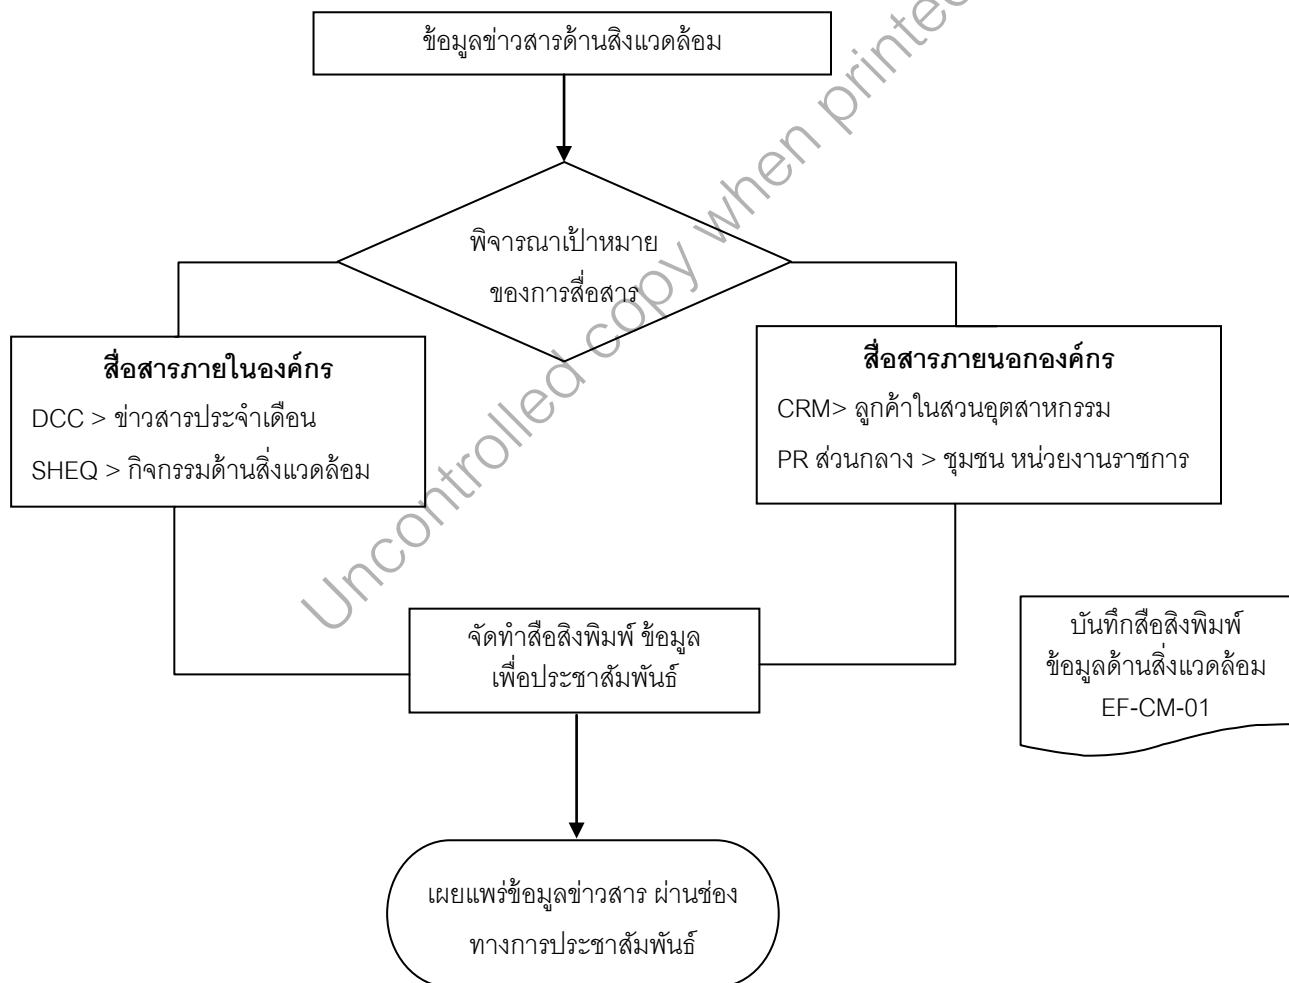 ข้อมูลข่าวสารด้านสิ่งแวดล้อม
พิจารณาเป้าหมาย
ของการสื่อสาร
สื่อสารภายในองค์กร
DCC > ข่าวสารประจำเดือน
SHEQ > กิจกรรมด้านสิ่งแวดล้อม
สื่อสารภายนอกองค์กร
CRM> ลูกค้าในสวนอุตสาหกรรม
PR ส่วนกลาง > ชุมชน หน่วยงานราชการ
จัดทำสื่อสิ่งพิมพ์ ข้อมูล
เพื่อประชาสัมพันธ์
บันทึกสื่อสิ่งพิมพ์
ข้อมูลด้านสิ่งแวดล้อม
EF-CM-01
เผยแพร่ข้อมูลข่าวสาร ผ่านช่อง
ทางการประชาสัมพันธ์
Uncontrolled copy when printed